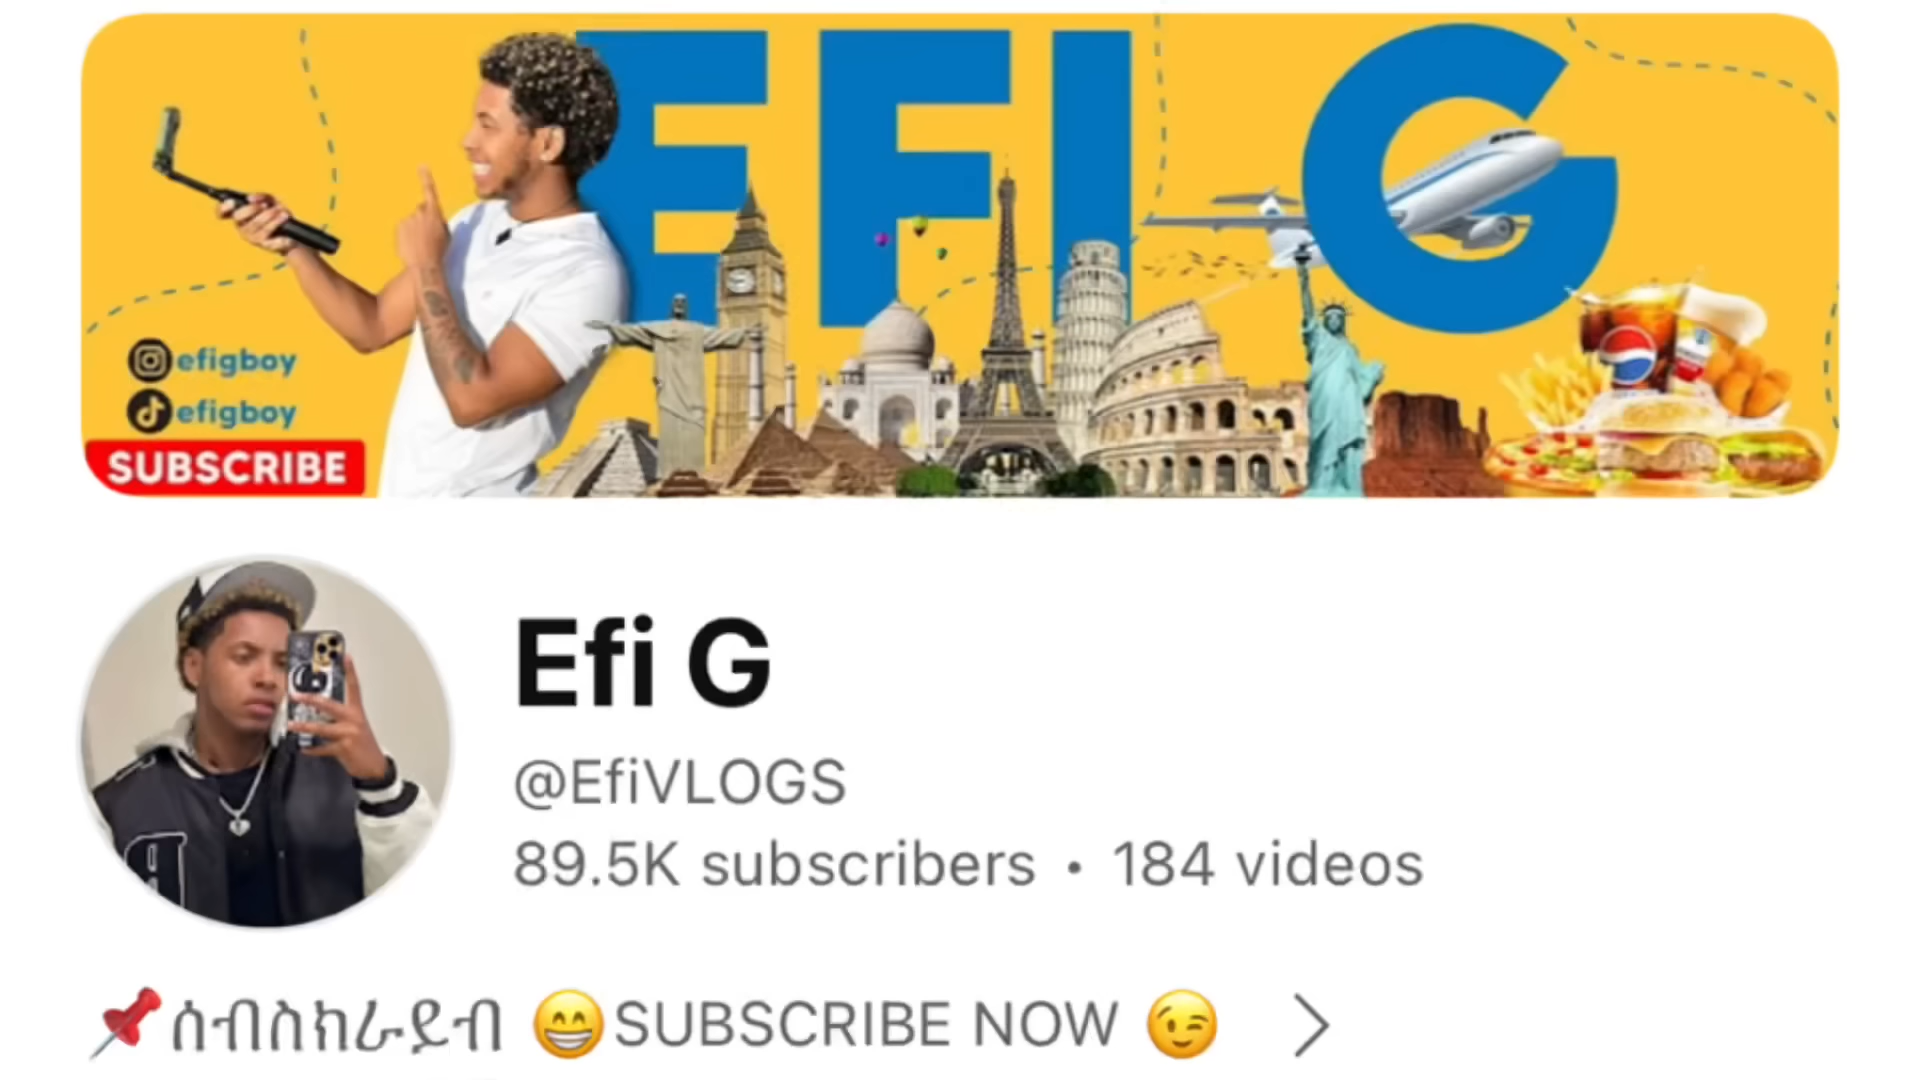 EFI G
efigboy
efigboy
SUBSCRIBE
Efi G
@EfiVLOGS
89.5K subscribers • 184 videos
📌ሰብስክራይብ 😁SUBSCRIBE NOW 😉 >